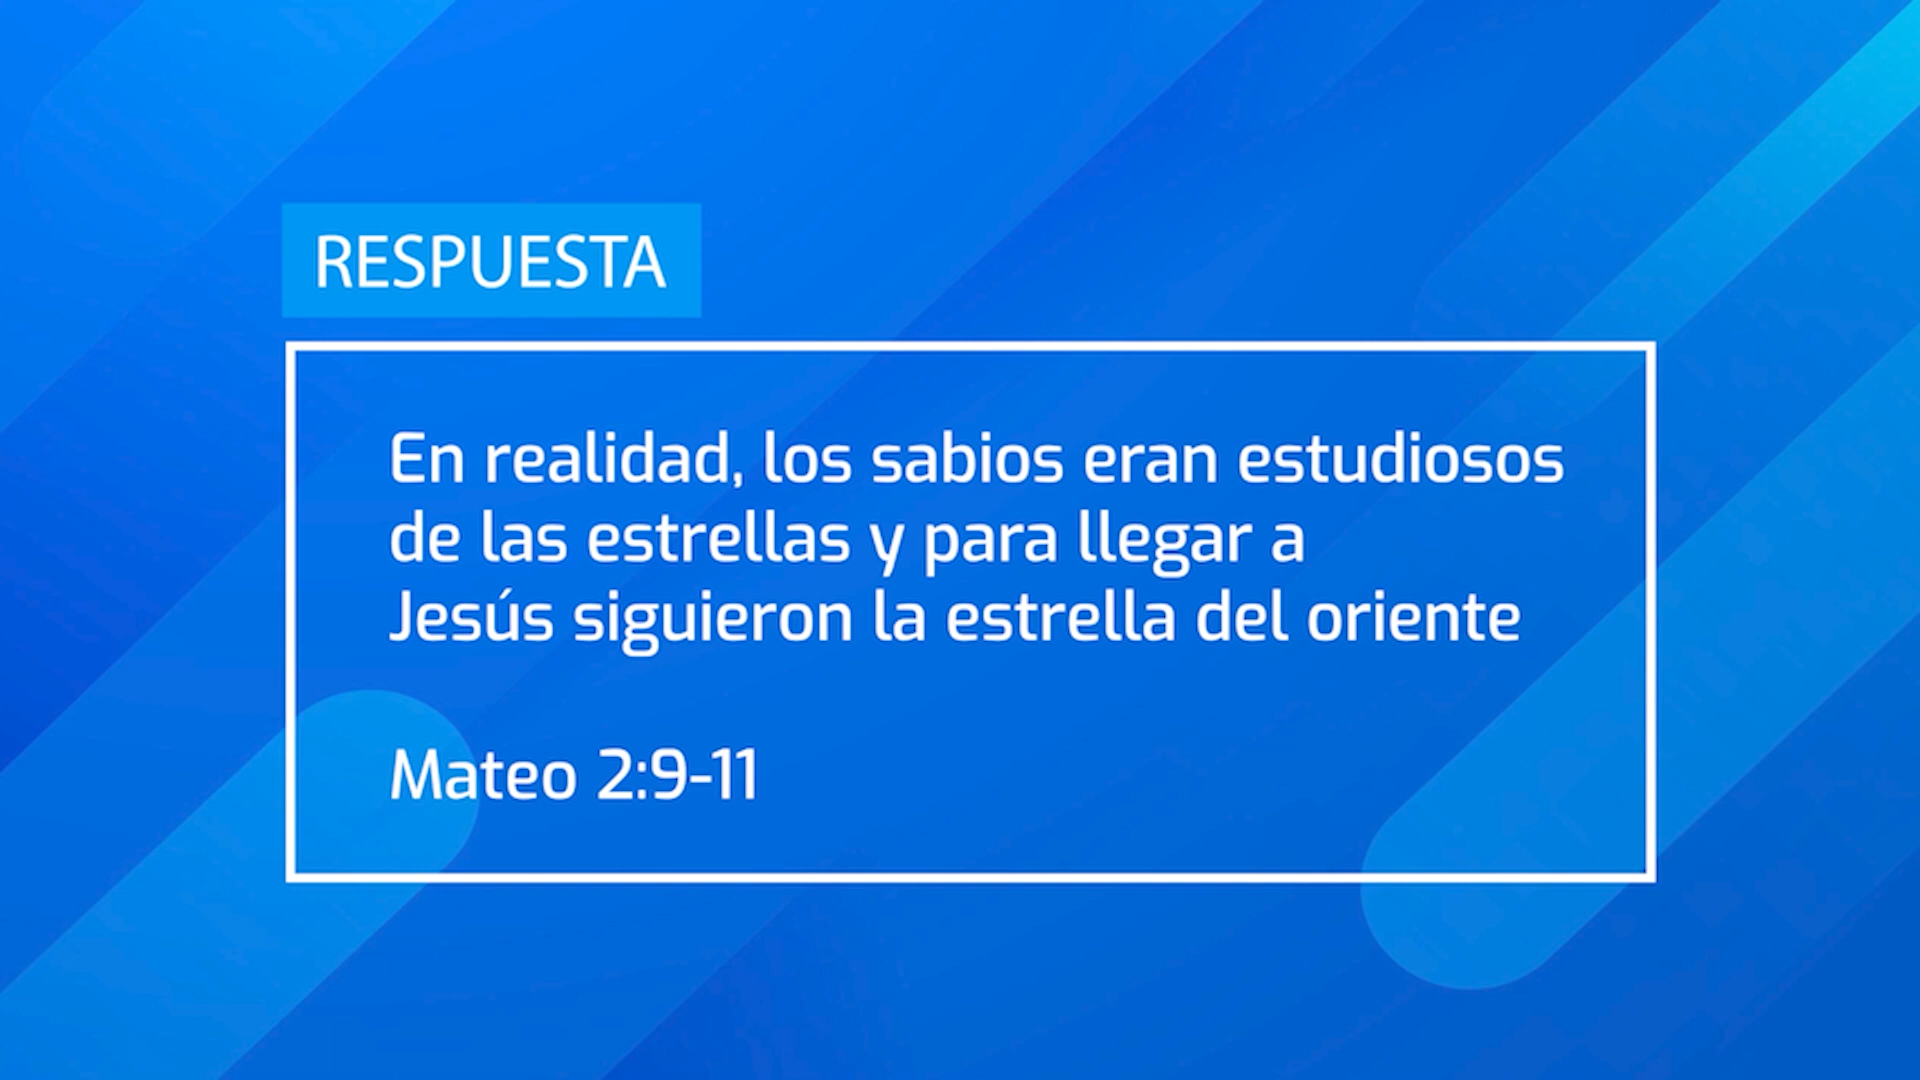 RESPUESTA
En realidad, los sabios eran estudiosos
de las estrellas y para llegar a
Jesús siguieron la estrella del oriente
Mateo 2:9-11